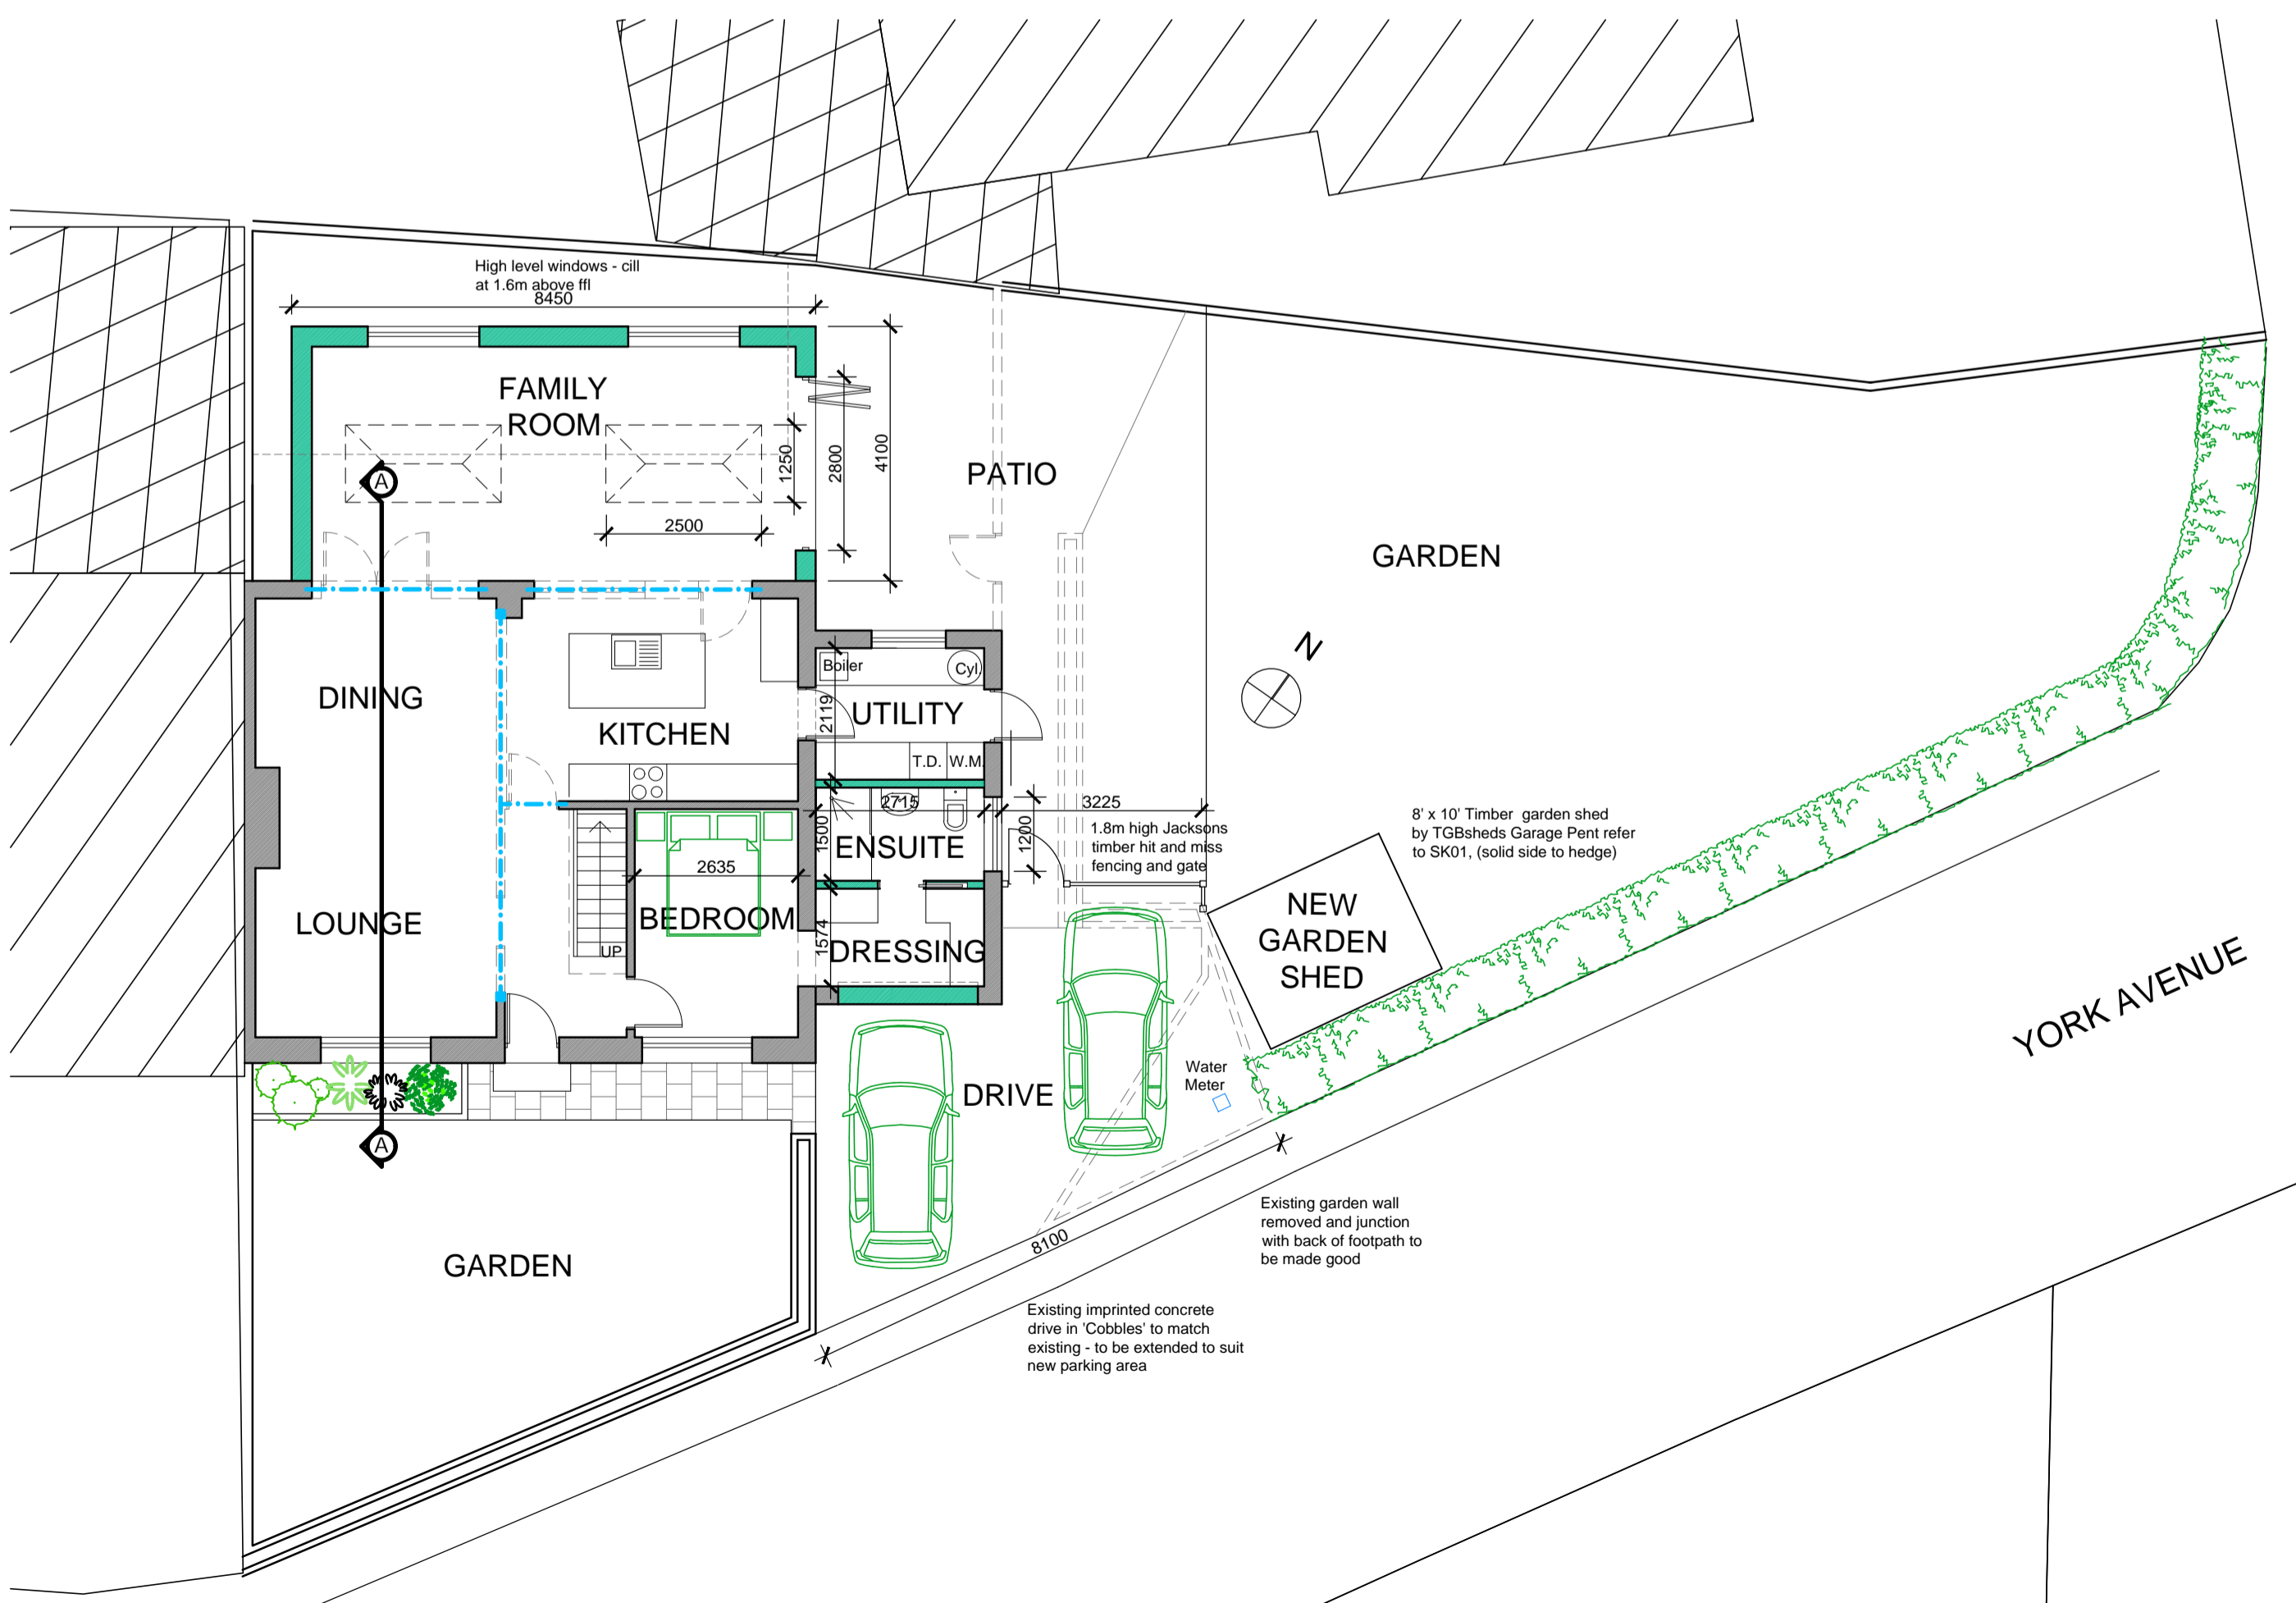 High level windows - cill
at 1.6m above ffl
8450
FAMILY
ROOM
1250
2800
4100
2500
A
PATIO
GARDEN
N
DINING
KITCHEN
Boiler
Cyl.
2119
UTILITY
T.D.
W.M.
2715
3225
1500
ENSUITE
1200
1.8m high Jacksons
timber hit and miss
fencing and gate
8' x 10' Timber garden shed
by TGBsheds Garage Pent refer
to SK01, (solid side to hedge)
2635
LOUNGE
BEDROOM
UP
1574
DRESSING
NEW
GARDEN
SHED
YORK AVENUE
Water
Meter
DRIVE
A
8100
Existing garden wall
removed and junction
with back of footpath to
be made good
GARDEN
Existing imprinted concrete
drive in 'Cobbles' to match
existing - to be extended to suit
new parking area